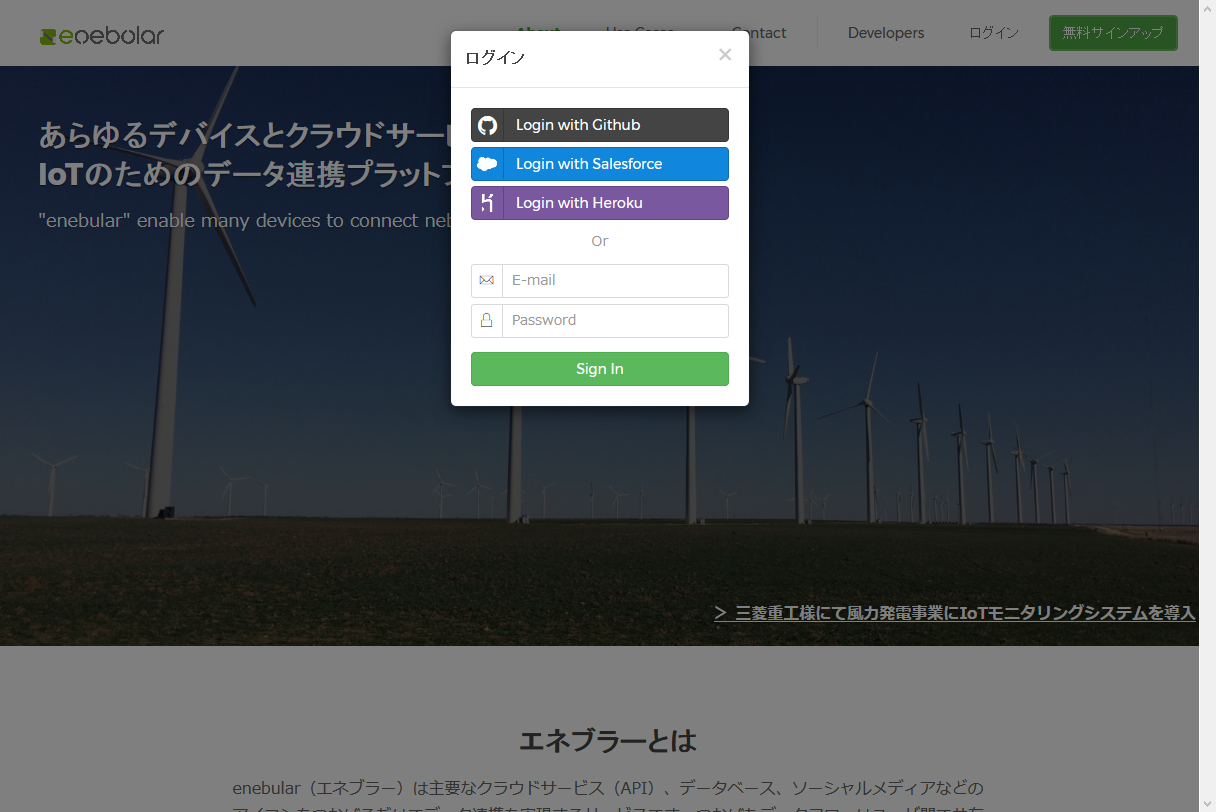 enebular
About
Use Cases
Contact
Developers
ログイン
無料サインアップ
ログイン
×
Login with Github
Login with Salesforce
Login with Heroku
Or
E-mail
Password
Sign In
あらゆるデバイスとクラウドサー
IoTのためのデータ連携プラット
"enebular" enable many devices to connect
＞ 三菱重工様にて風力発電事業にIoTモニタリングシステムを導入
エネブラーとは
enebular（エネブラー）は主要なクラウドサービス（API）、データベース、ソーシャルメディアなどの